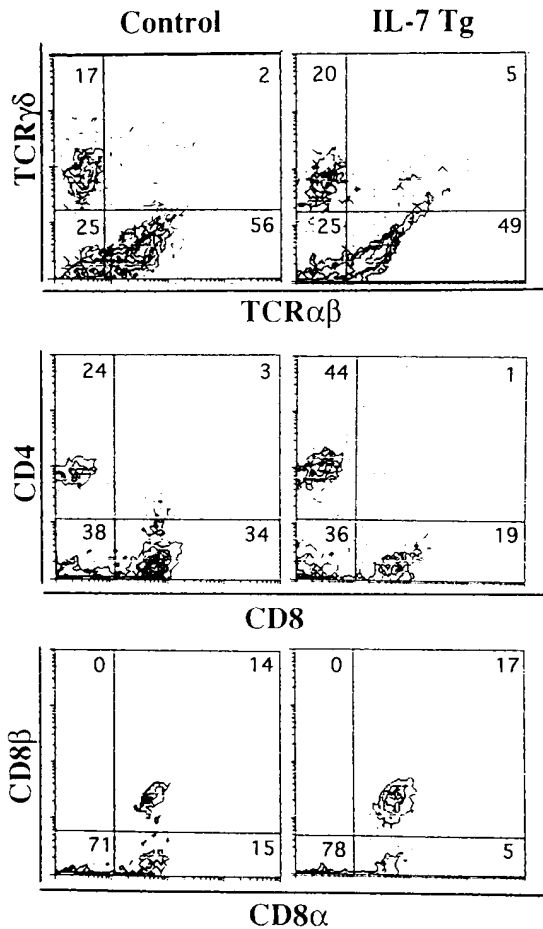 Control IL-7 Tg
TCRγδ
17 2 20 5
25 56 25 49
TCRαβ
CD4
24 3 44 1
38 34 36 19
CD8
CD8β
0 14 0 17
71 15 78 5
CD8α